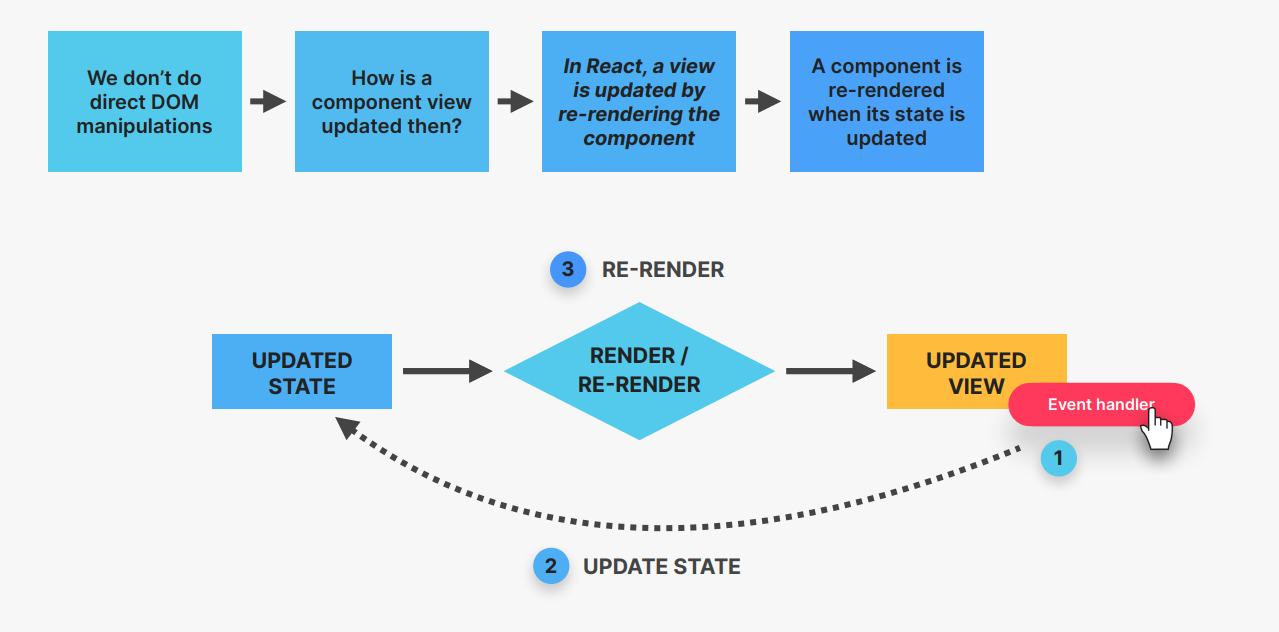 We don’t do
direct DOM
manipulations
How is a
component view
updated then?
In React, a view
is updated by
re-rendering the
component
A component is
re-rendered
when its state is
updated
3 RE-RENDER
UPDATED
STATE
RENDER /
RE-RENDER
UPDATED
VIEW
Event handler
1
2 UPDATE STATE